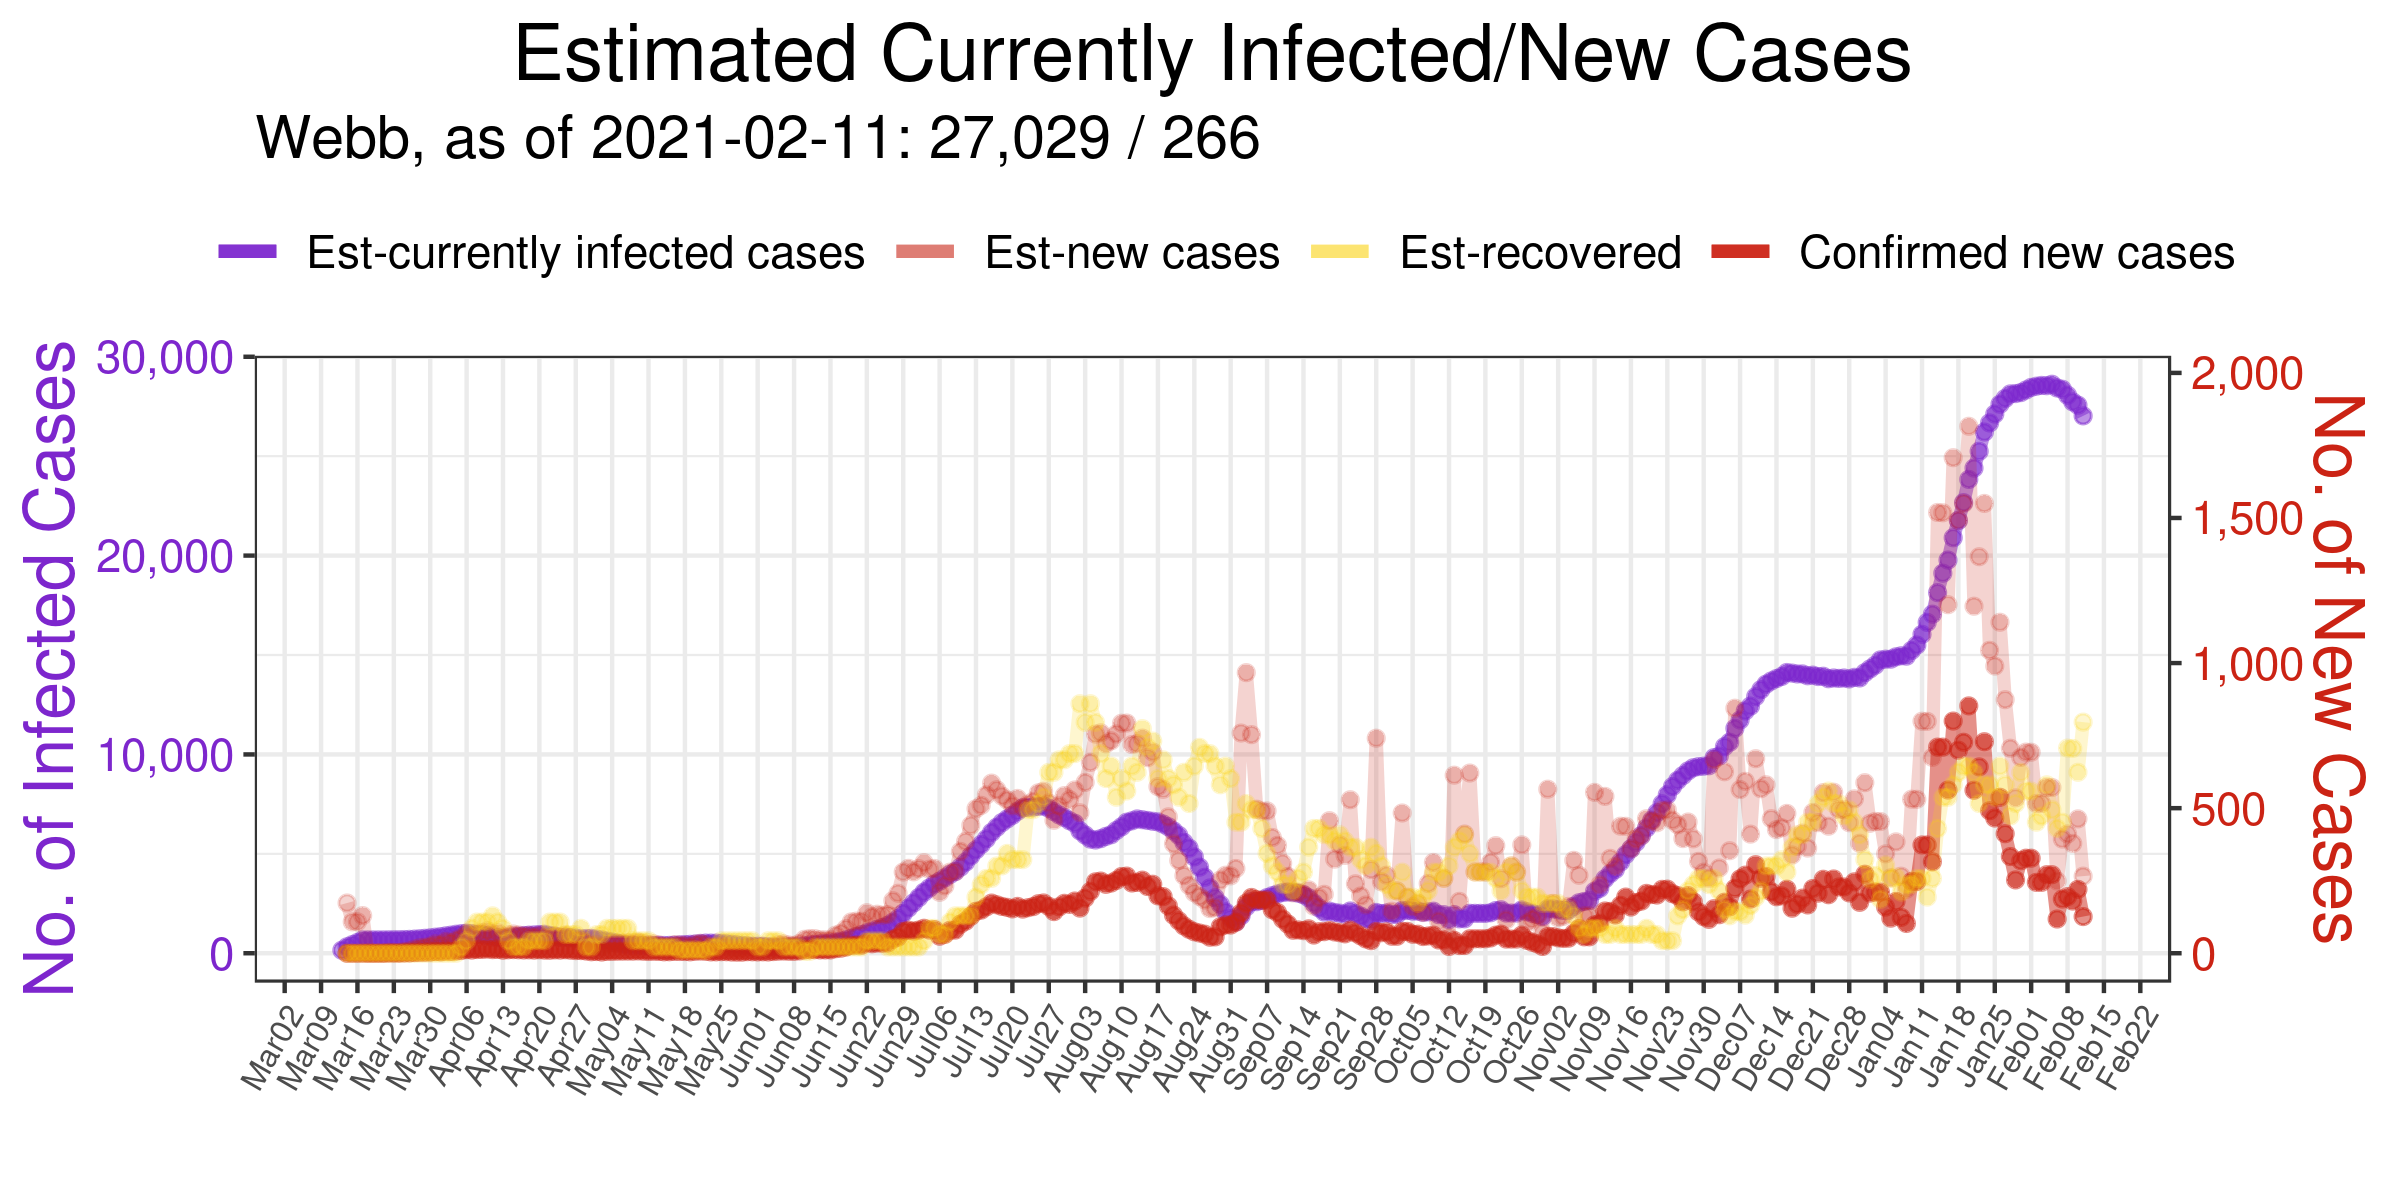 Estimated Currently Infected/New Cases
Webb, as of 2021-02-11: 27,029 / 266
Est-currently infected cases Est-new cases Est-recovered Confirmed new cases
No. of Infected Cases
30,000
20,000
10,000
0
2,000
1,500
1,000
500
0
No. of New Cases
Mar02 Mar09 Mar16 Mar23 Mar30 Apr06 Apr13 Apr20 Apr27 May04 May11 May18 May25 Jun01 Jun08 Jun15 Jun22 Jun29 Jul06 Jul13 Jul20 Jul27 Aug03 Aug10 Aug17 Aug24 Aug31 Sep07 Sep14 Sep21 Sep28 Oct05 Oct12 Oct19 Oct26 Nov02 Nov09 Nov16 Nov23 Nov30 Dec07 Dec14 Dec21 Dec28 Jan04 Jan11 Jan18 Jan25 Feb01 Feb08 Feb15 Feb22